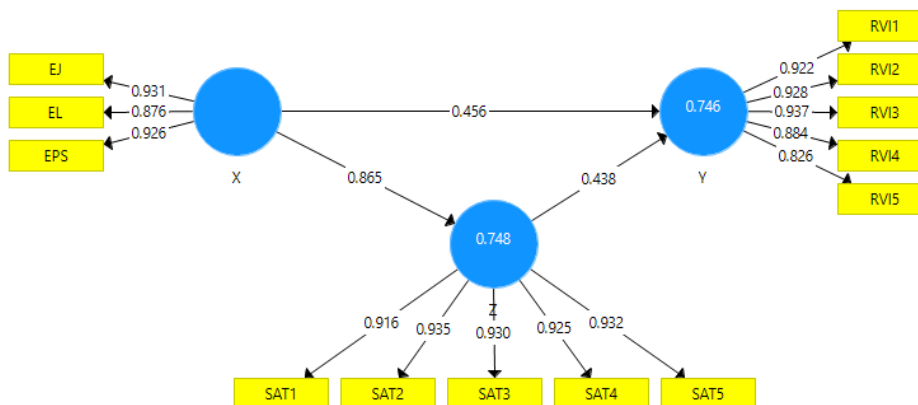 RVI1
EJ
RVI2
0.922
0.931
0.928
EL
0.876
0.456
0.746
0.937
RVI3
0.926
0.884
EPS
RVI4
0.826
X
0.865
0.438
Y
RVI5
0.748
Z
0.916
0.935
0.930
0.925
0.932
SAT1
SAT2
SAT3
SAT4
SAT5